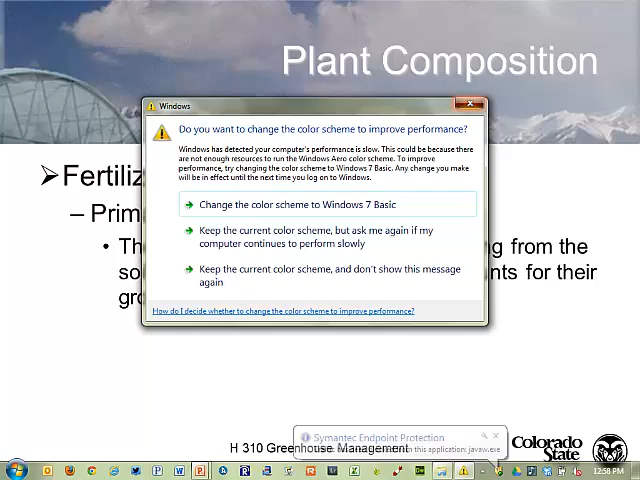 Plant Composition
Windows
Do you want to change the color scheme to improve performance?
Windows has detected your computer's performance is slow. This could be because
there are not enough resources to run the Windows Aero color scheme. To improve
performance, try changing the color scheme to Windows 7 Basic. Any change you make
will be in effect until the next time you log on to Windows.
Change the color scheme to Windows 7 Basic
Keep the current color scheme, but ask me again if my
computer continues to perform slowly
Keep the current color scheme, and don't show this message
again
How do I decide whether to change the color scheme to improve performance?
➢Fertiliz
– Prim
• Th g from the
so nts for their
gro
Symantec Endpoint Protection
from this application: javaw.exe
H 310 Greenhouse Management
Colorado
State
12:58 PM